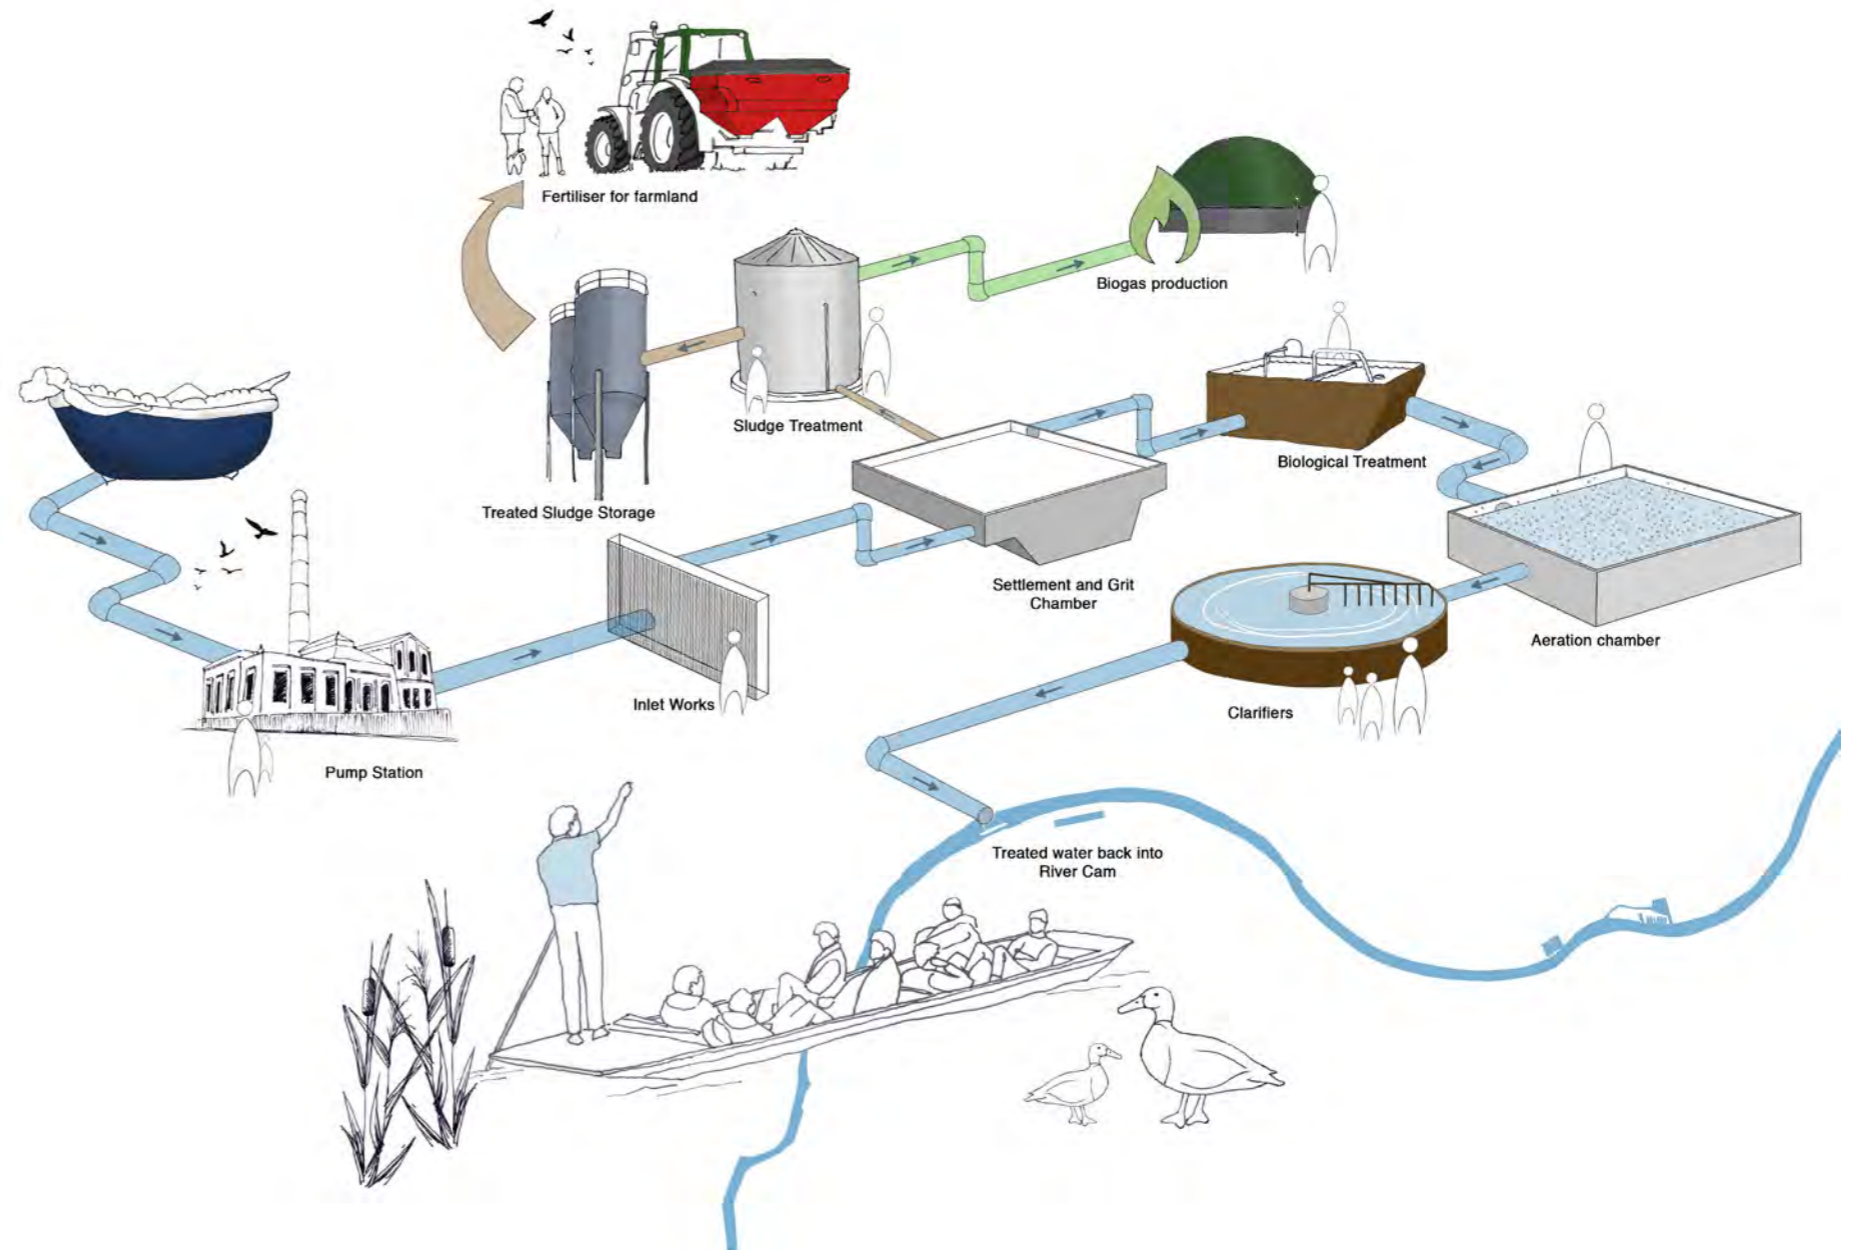 Fertiliser for farmland
Biogas production
Sludge Treatment
Biological Treatment
Treated Sludge Storage
Settlement and Grit
Chamber
Aeration chamber
Inlet Works
Clarifiers
Pump Station
Treated water back into
River Cam